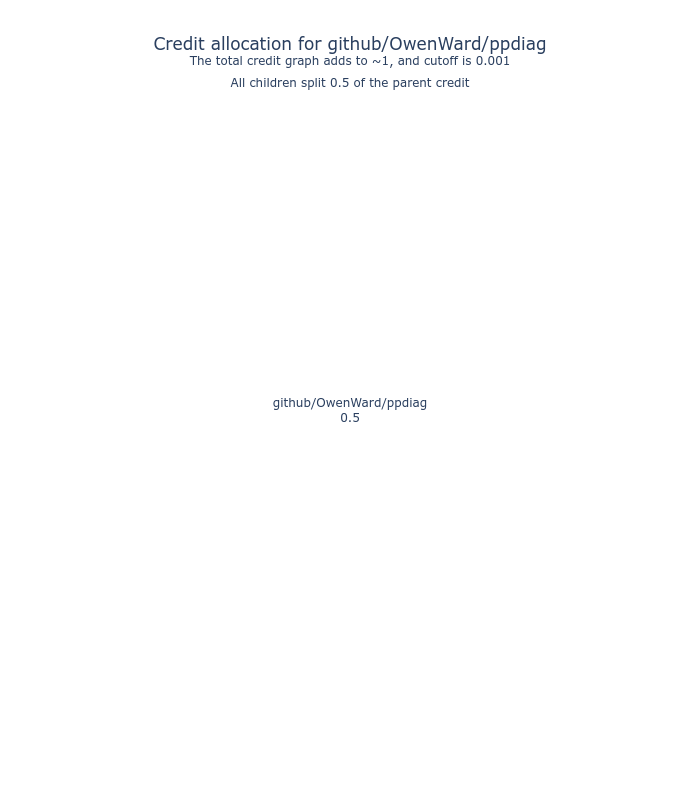 Credit allocation for github/OwenWard/ppdiag
The total credit graph adds to ~1, and cutoff is 0.001
All children split 0.5 of the parent credit
github/OwenWard/ppdiag
0.5